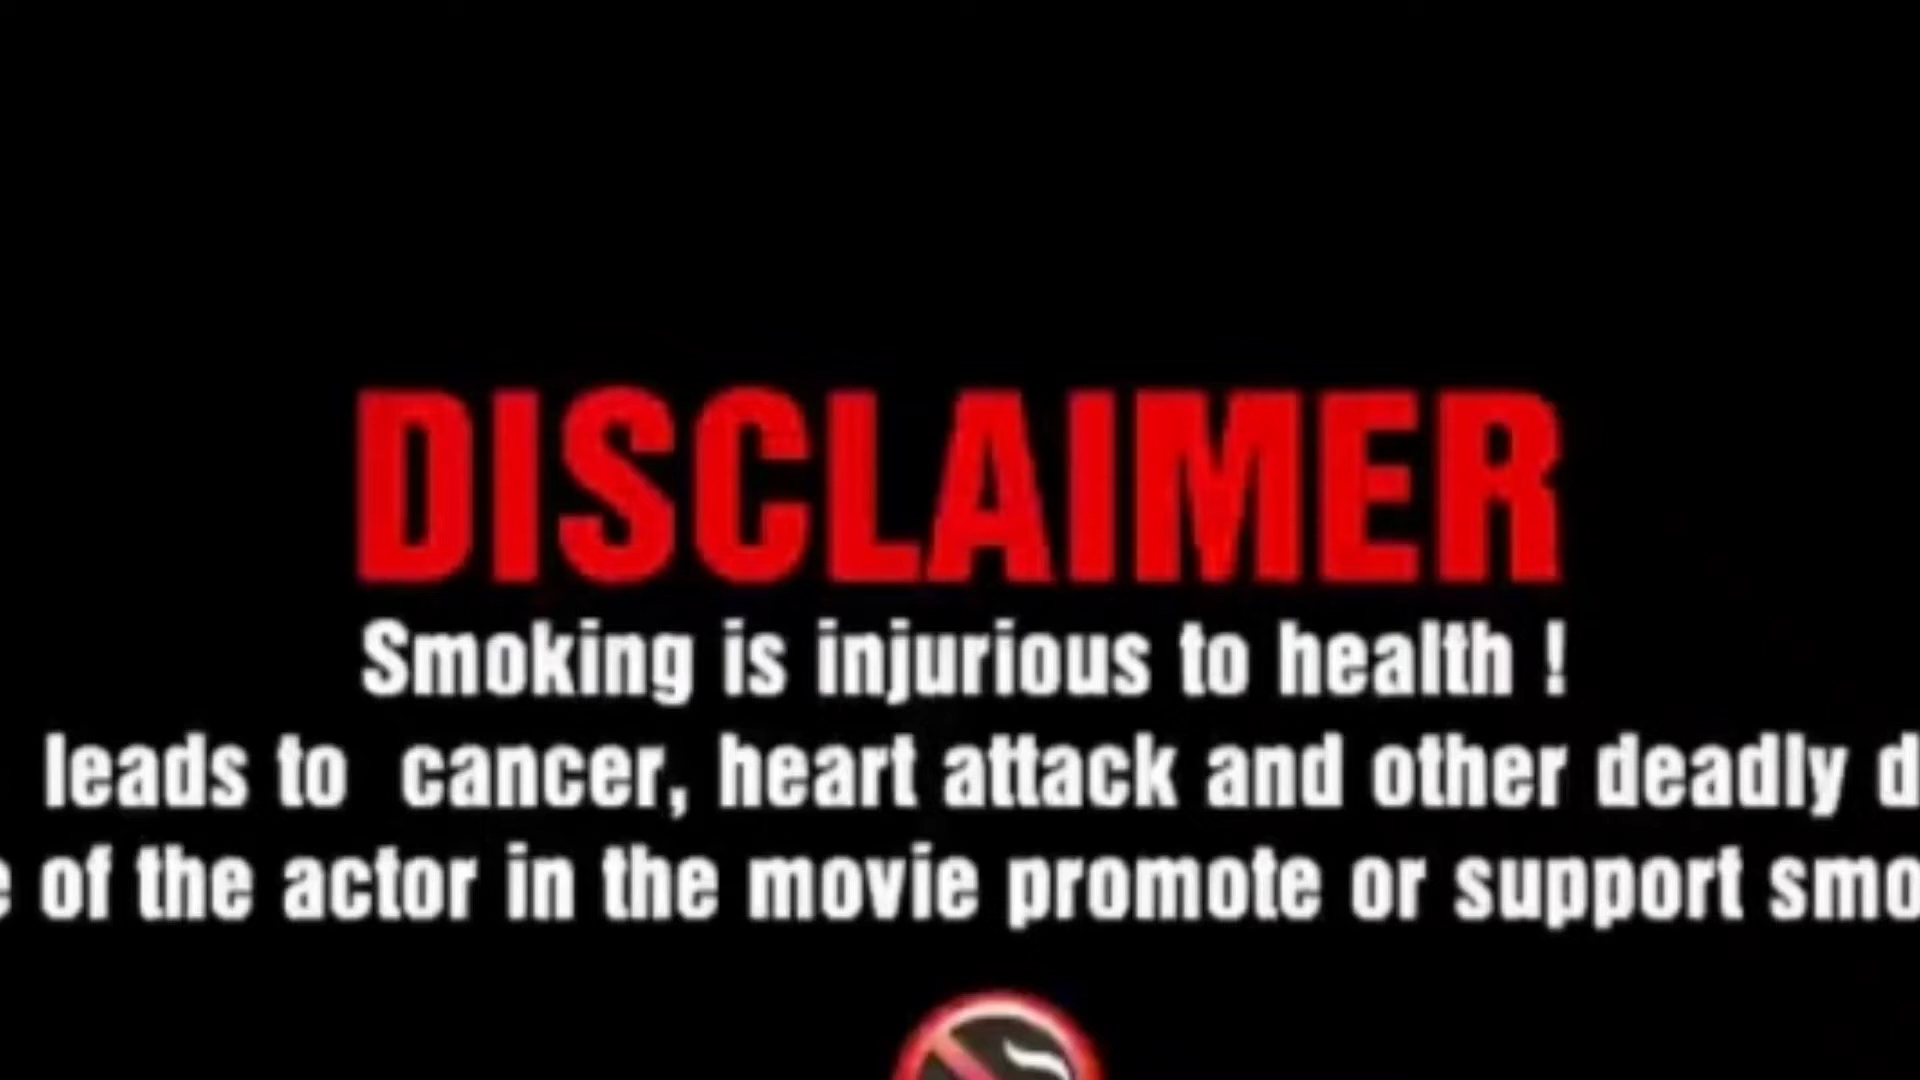 DISCLAIMER
Smoking is injurious to health !
leads to cancer, heart attack and other deadly
of the actor in the movie promote or support